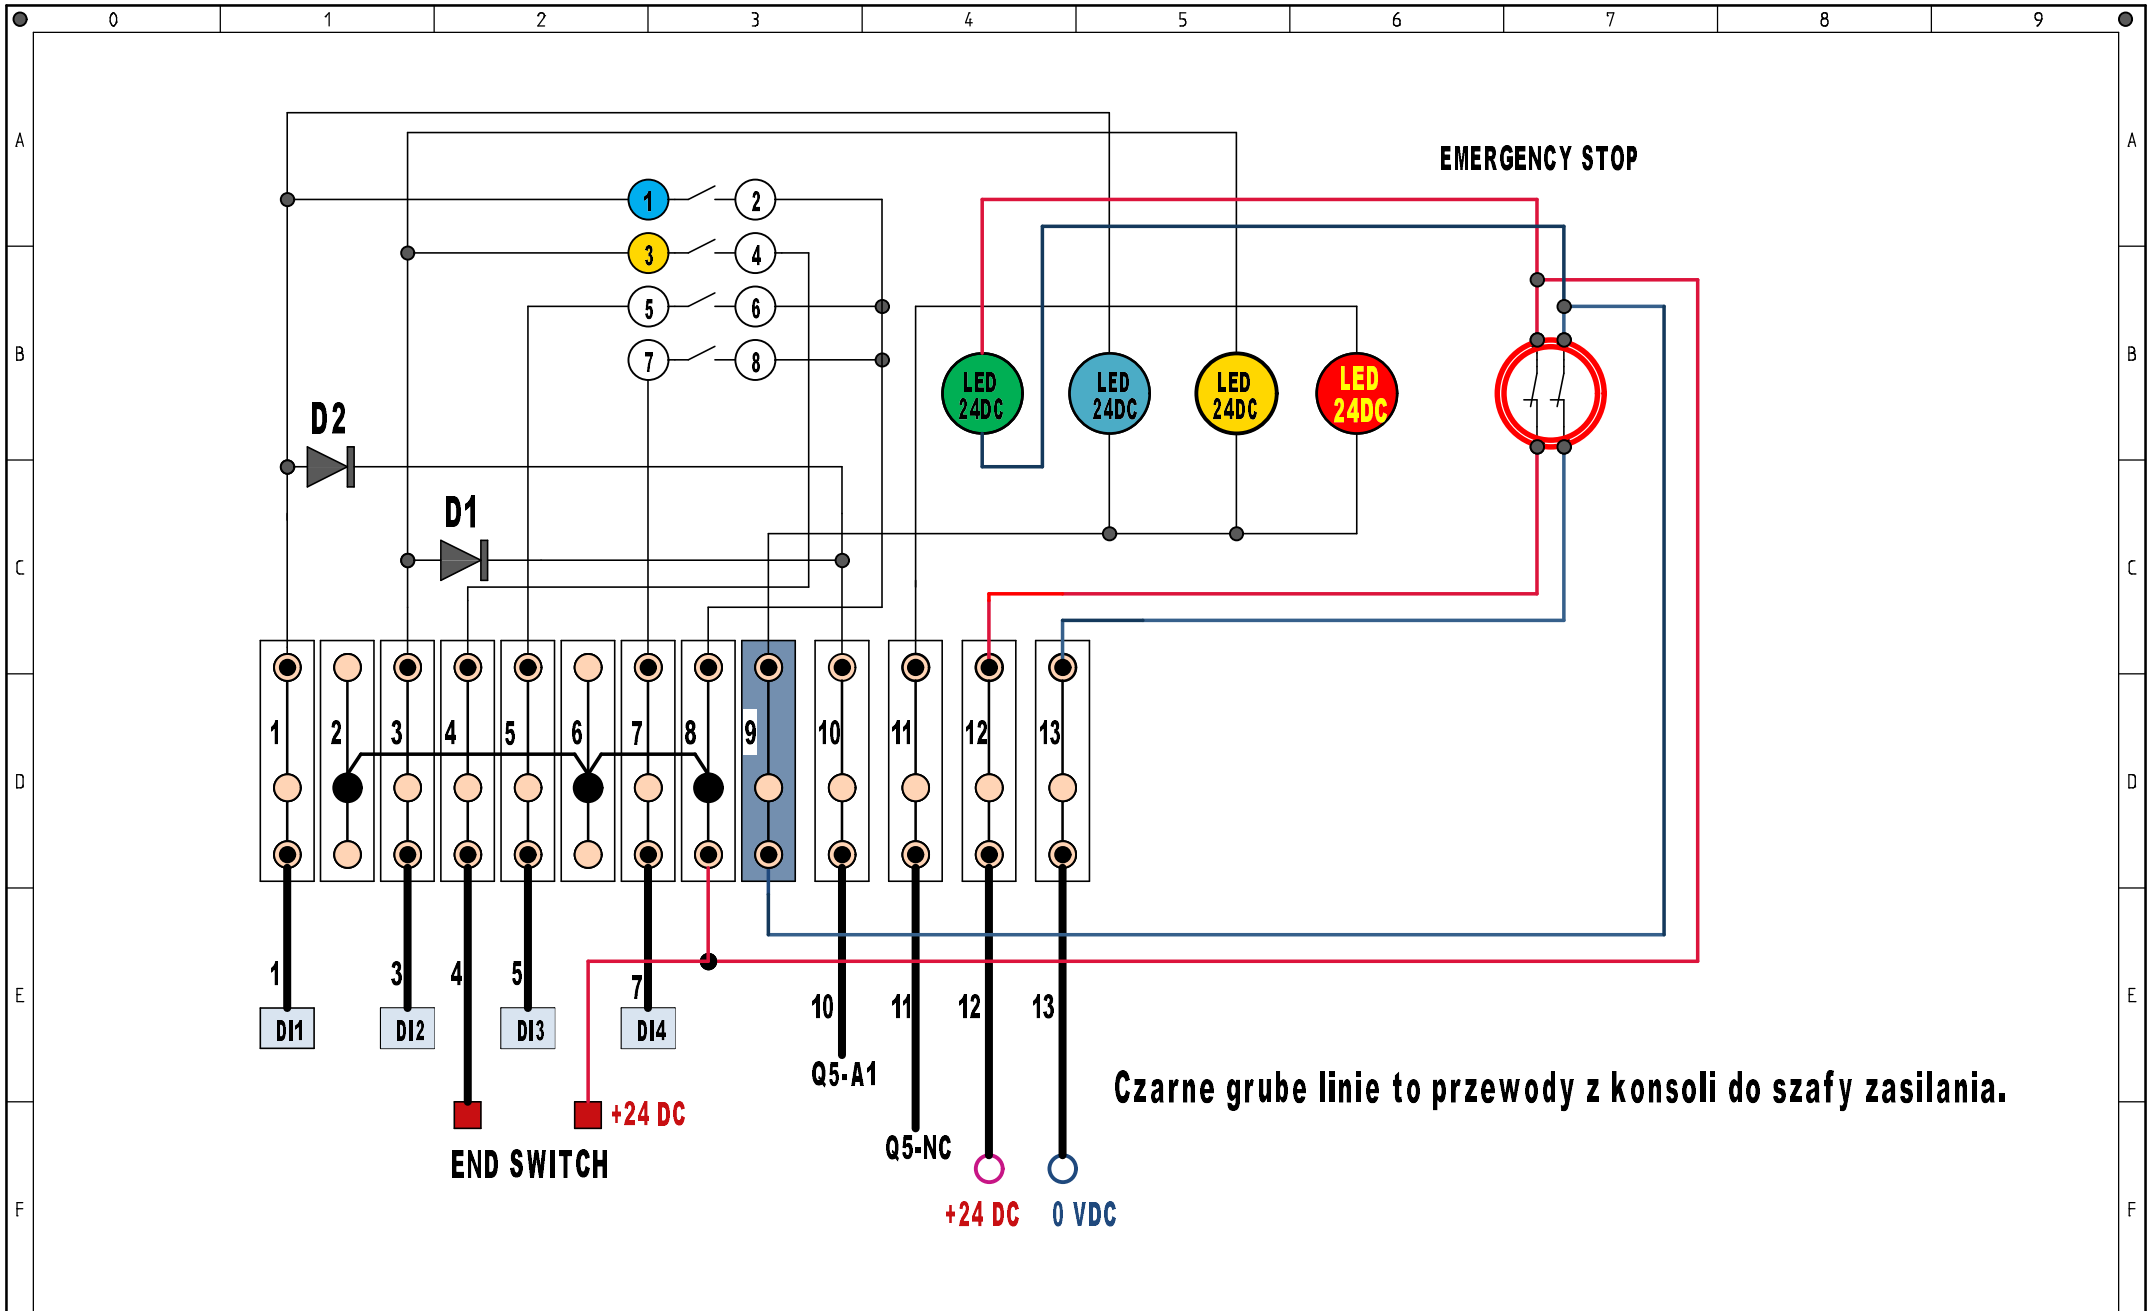 0 1 2 3 4 5 6 7 8 9
A A
EMERGENCY STOP
1 2
3 4
5 6
B B
7 8
LED 24DC
LED 24DC
LED 24DC
LED 24DC
D2
D1
C C
1 2 3 4 5 6 7 8 9 10 11 12 13
D D
1 3 4 5 7
E E
10 11 12 13
DI1 DI2 DI3 DI4
Q5-A1
Czarne grube linie to przewody z konsoli do szafy zasilania.
+24 DC
Q5-NC
END SWITCH
F F
+24 DC 0 VDC